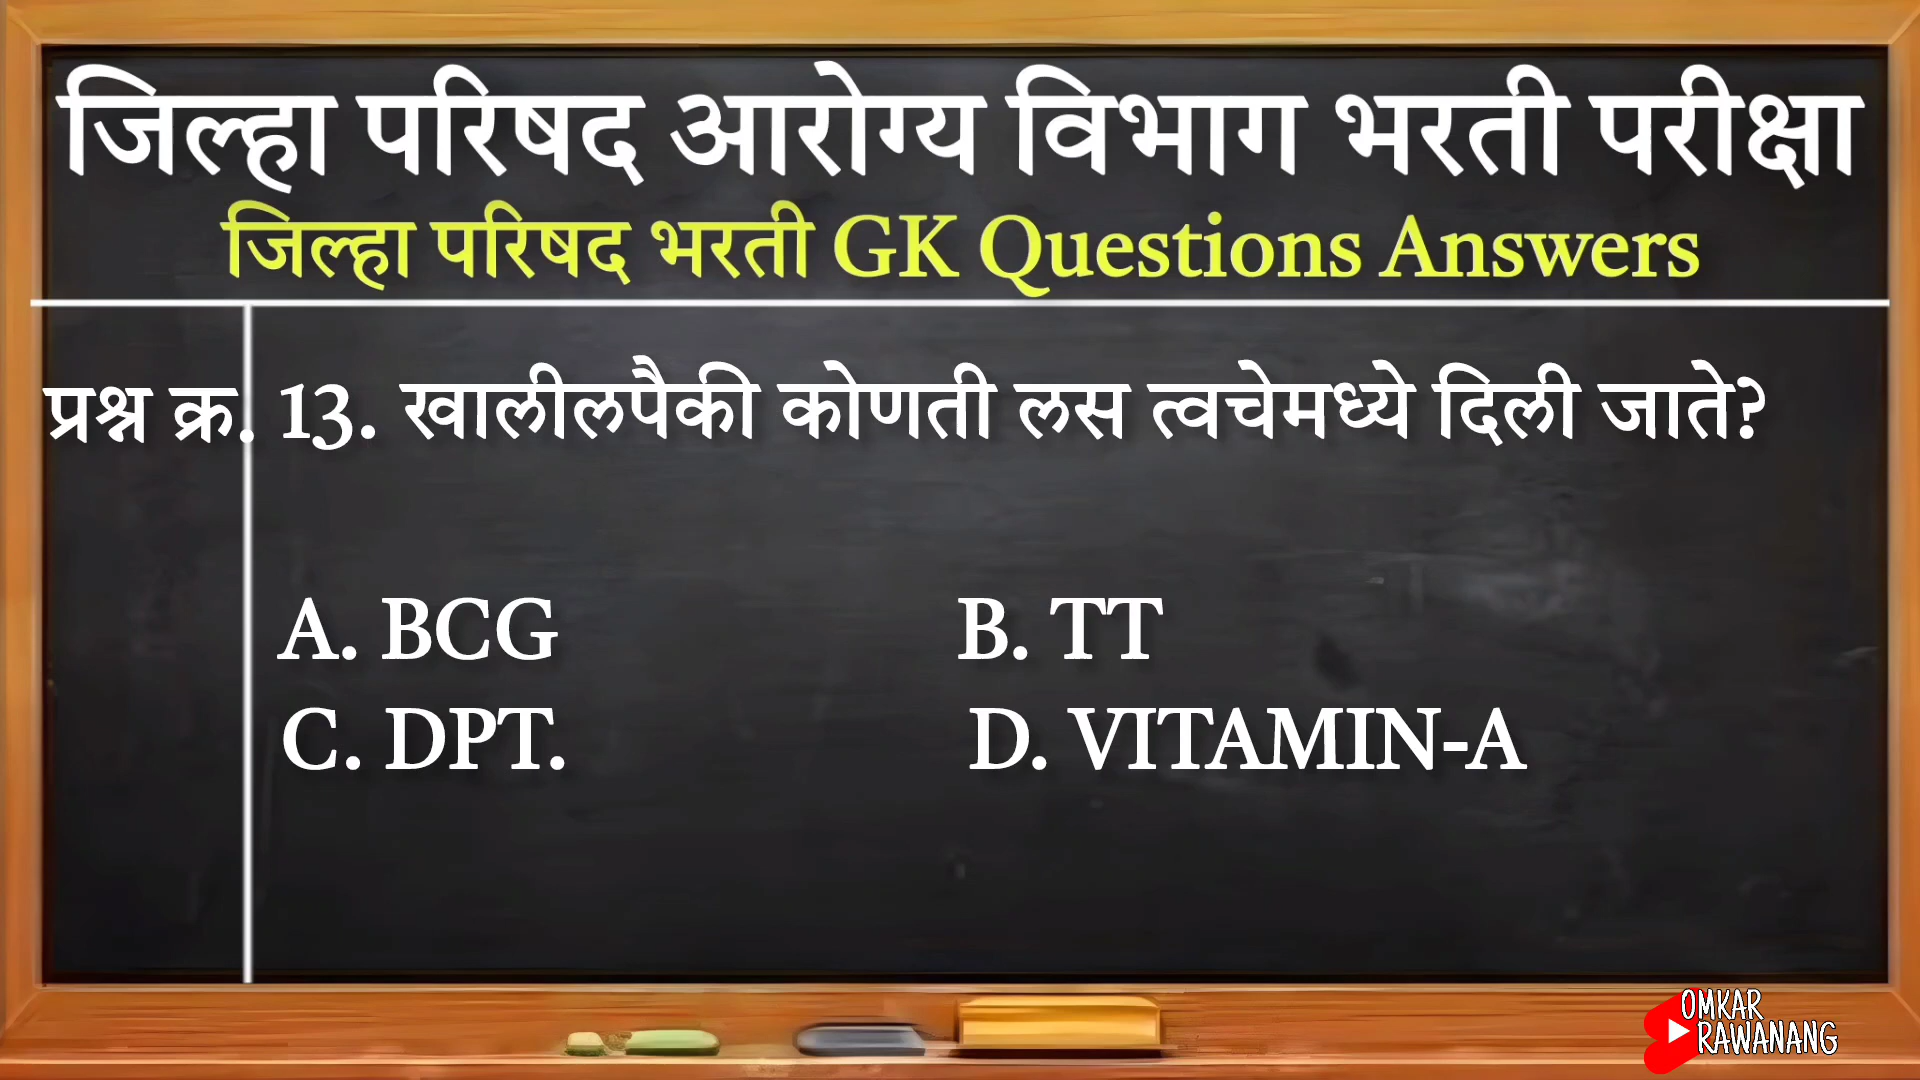 जिल्हा परिषद आरोग्य विभाग भरती परीक्षा
जिल्हा परिषद भरती GK Questions Answers
प्रश्न क्र. 13. खालीलपैकी कोणती लस त्वचेमध्ये दिली जाते?
A. BCG B. TT
C. DPT. D. VITAMIN-A
OMKAR
RAWANANG